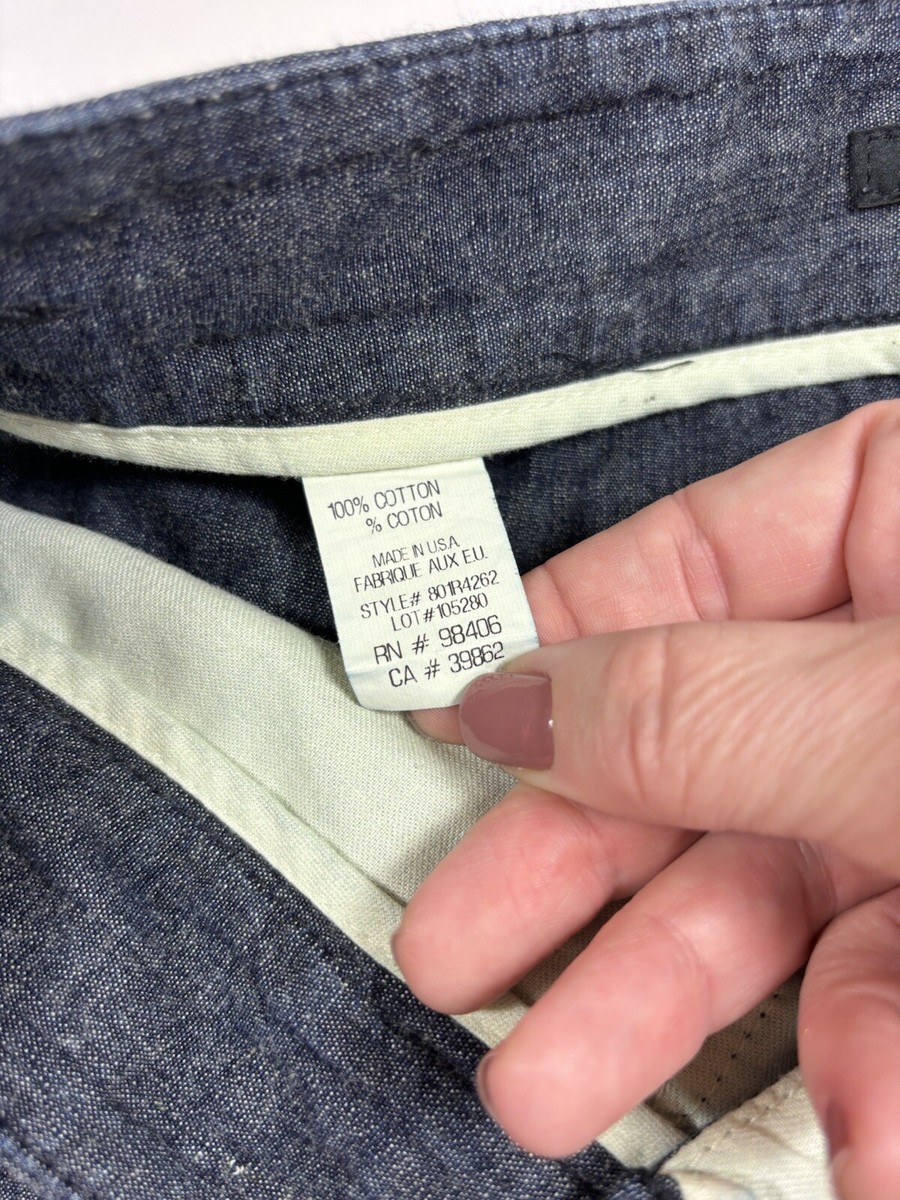 100% COTTON
% COTON
MADE IN U.S.A.
FABRIQUE AUX E.U.
STYLE# 801R4262
LOT#105280
RN # 98406
CA # 39862